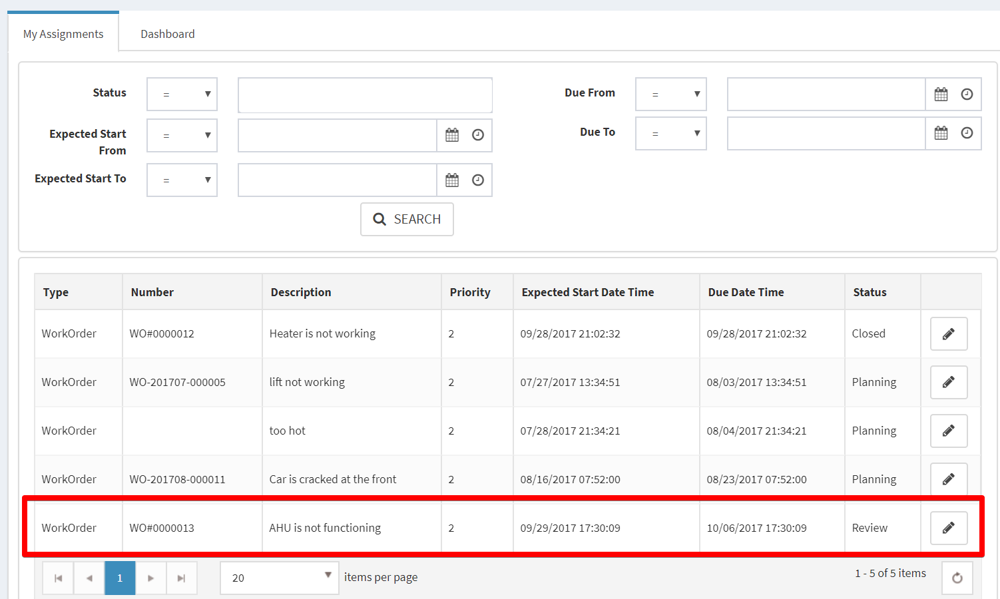 My Assignments Dashboard
Status = Due From =
Expected Start From = Due To =
Expected Start To =
SEARCH
Type Number Description Priority Expected Start Date Time Due Date Time Status
WorkOrder WO#0000012 Heater is not working 2 09/28/2017 21:02:32 09/28/2017 21:02:32 Closed
WorkOrder WO-201707-000005 lift not working 2 07/27/2017 13:34:51 08/03/2017 13:34:51 Planning
WorkOrder too hot 2 07/28/2017 21:34:21 08/04/2017 21:34:21 Planning
WorkOrder WO-201708-000011 Car is cracked at the front 2 08/16/2017 07:52:00 08/23/2017 07:52:00 Planning
WorkOrder WO#0000013 AHU is not functioning 2 09/29/2017 17:30:09 10/06/2017 17:30:09 Review
1 20 items per page 1 - 5 of 5 items